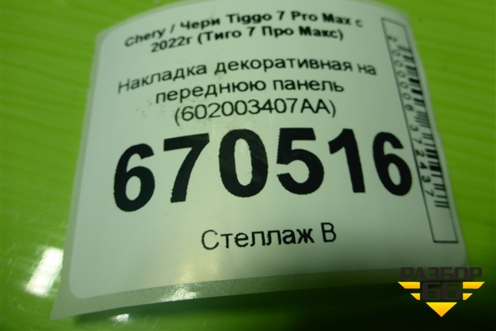 Chery / Чери Tiggo 7 Pro Max с
2022г (Тиго 7 Про Макс)
Накладка декоративная на
переднюю панель
(602003407AA)
670516
Стеллаж В
РАЗБОР
66